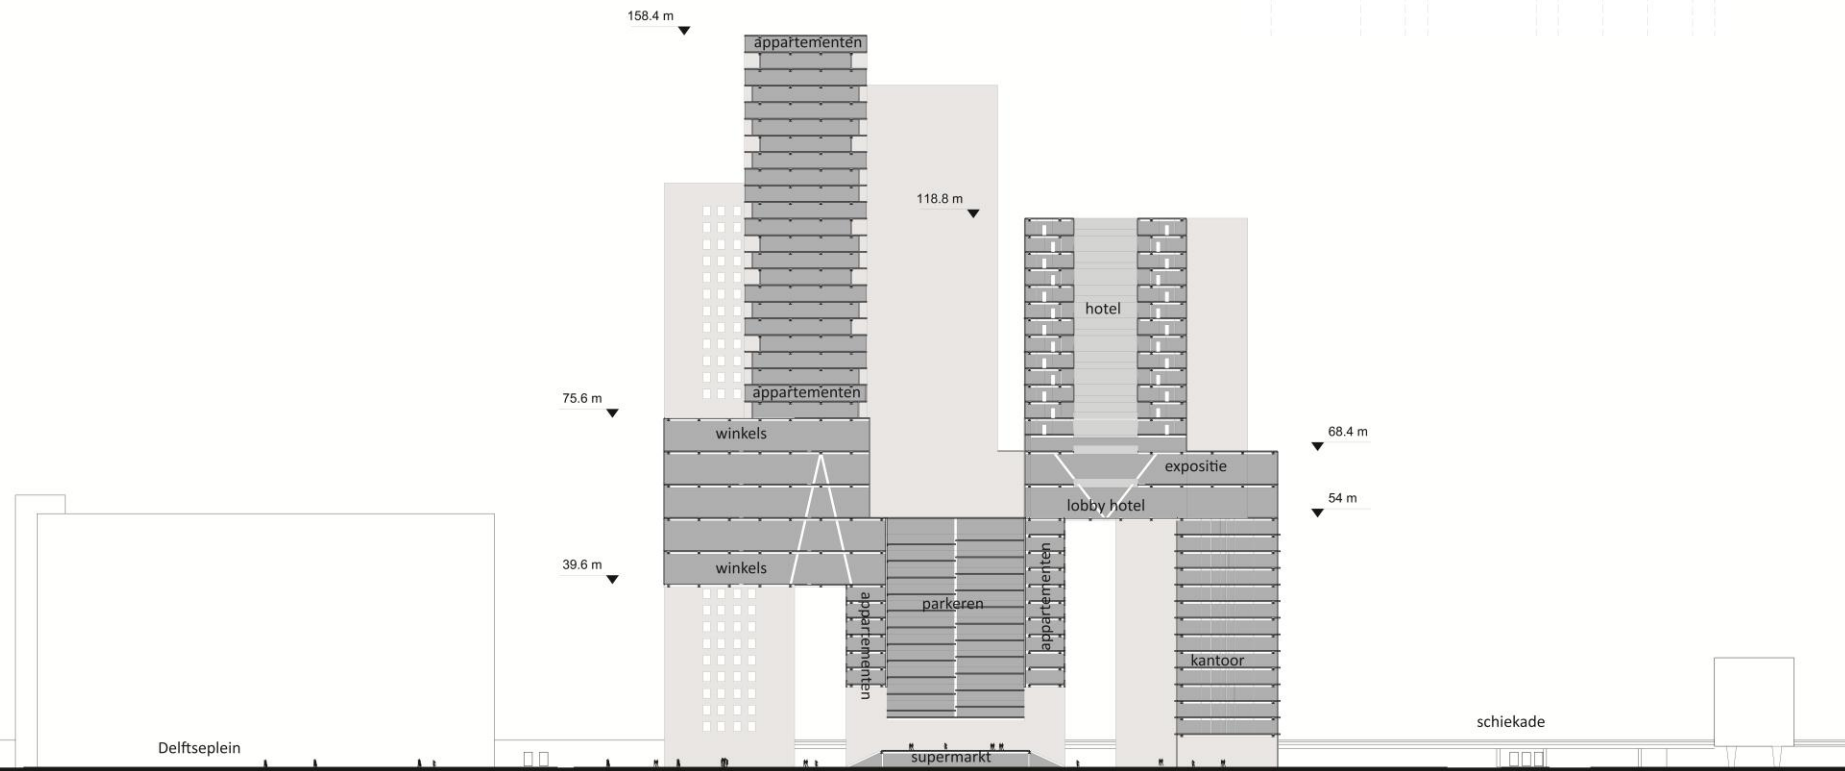 158.4 m
appartementen
118.8 m
hotel
appartementen
75.6 m
winkels
68.4 m
expositie
54 m
lobby hotel
39.6 m
winkels
appartementen
parkeren
appartementen
kantoor
schiekade
Delftseplein
supermarkt